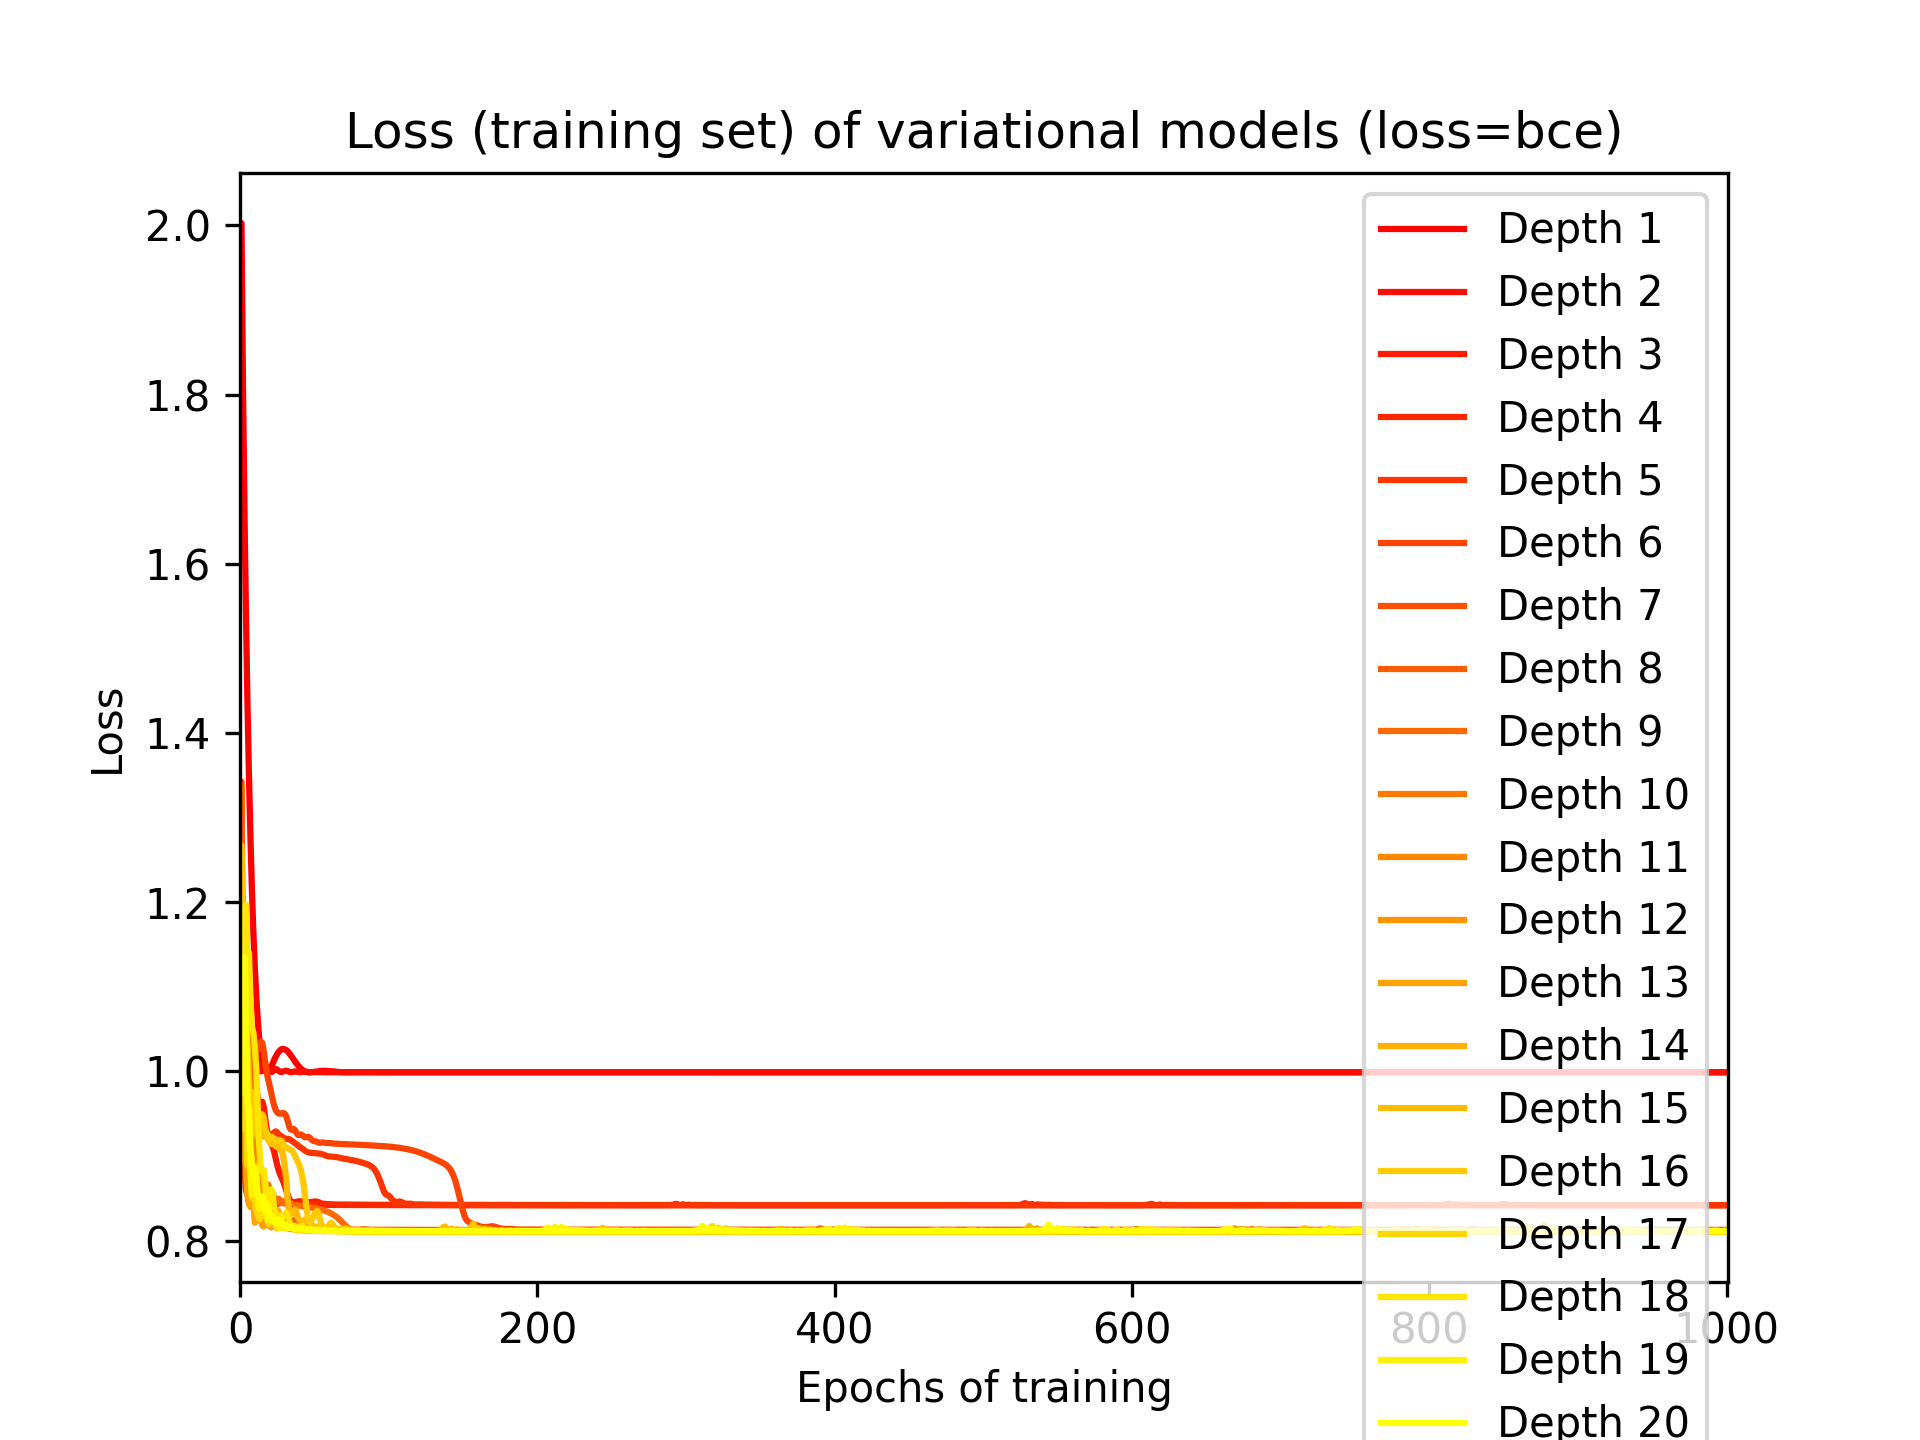 Loss (training set) of variational models (loss=bce)
2.0
1.8
1.6
1.4
1.2
1.0
0.8
Loss
0
200
400
600
800
1000
Epochs of training
Depth 1
Depth 2
Depth 3
Depth 4
Depth 5
Depth 6
Depth 7
Depth 8
Depth 9
Depth 10
Depth 11
Depth 12
Depth 13
Depth 14
Depth 15
Depth 16
Depth 17
Depth 18
Depth 19
Depth 20